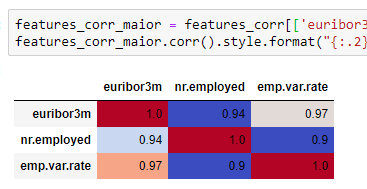 features_corr_maior = features_corr[['euribor3
features_corr_maior.corr().style.format("{:.2}
euribor3m nr.employed emp.var.rate
euribor3m 1.0 0.94 0.97
nr.employed 0.94 1.0 0.9
emp.var.rate 0.97 0.9 1.0